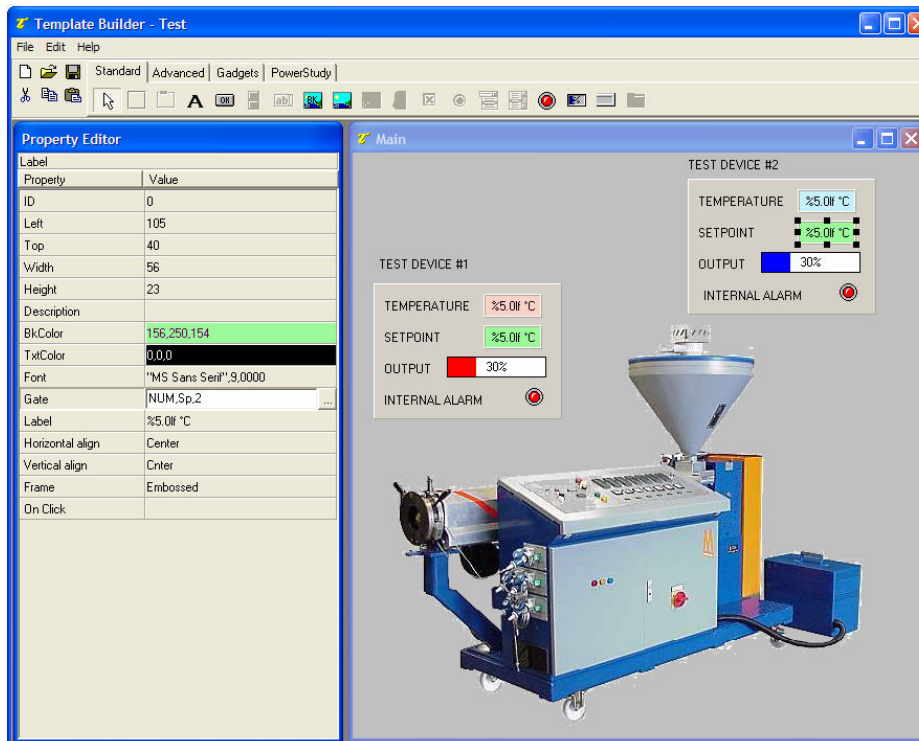 Template Builder - Test
File Edit Help
Standard Advanced Gadgets PowerStudy
A OK ab|
Property Editor
Label
Property Value
ID 0
Left 105
Top 40
Width 56
Height 23
Description
BkColor 156,250,154
TxtColor 0,0,0
Font "MS Sans Serif",9,0000
Gate NUM,Sp,2 ...
Label %5.0lf °C
Horizontal align Center
Vertical align Cnter
Frame Embossed
On Click
Main
TEST DEVICE #2
TEMPERATURE %5.0lf °C
SETPOINT %5.0lf °C
OUTPUT 30%
INTERNAL ALARM
TEST DEVICE #1
TEMPERATURE %5.0lf °C
SETPOINT %5.0lf °C
OUTPUT 30%
INTERNAL ALARM